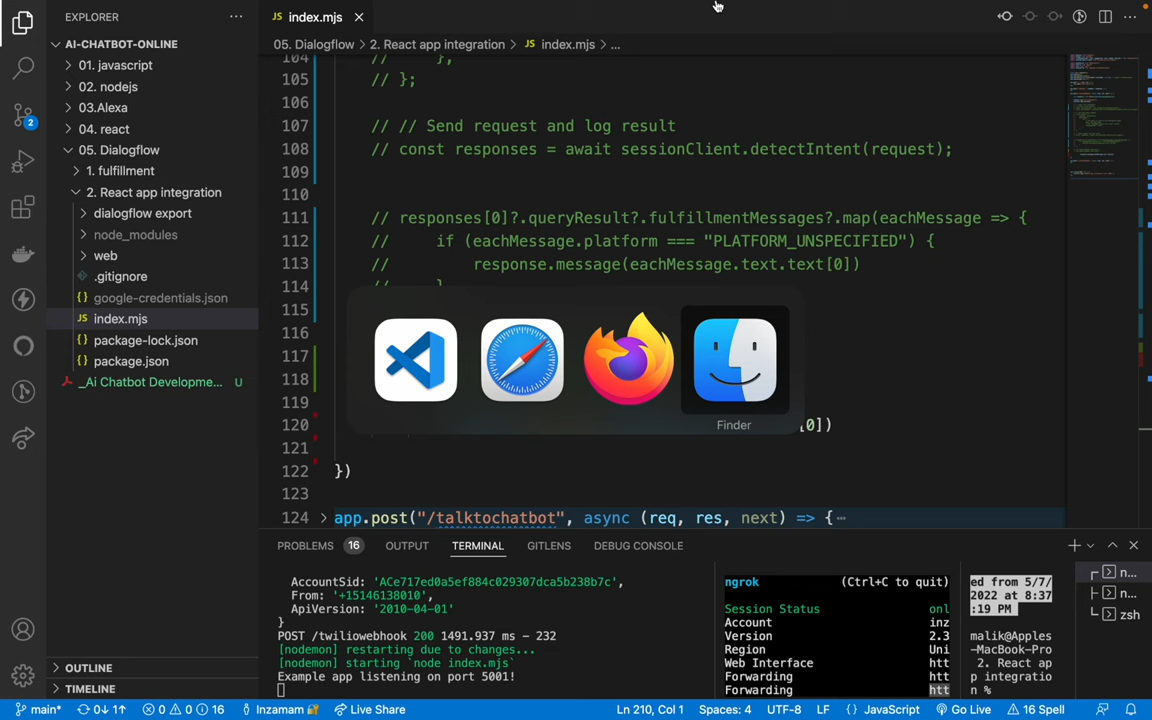 EXPLORER
AI-CHATBOT-ONLINE
01. javascript
02. nodejs
03.Alexa
04. react
05. Dialogflow
1. fulfillment
2. React app integration
dialogflow export
node_modules
web
.gitignore
google-credentials.json
JS index.mjs
package-lock.json
package.json
_Ai Chatbot Developme... U
OUTLINE
TIMELINE
2
JS index.mjs
05. Dialogflow > 2. React app integration > JS index.mjs > ...
104 // },
105 // };
106
107 // // Send request and log result
108 // const responses = await sessionClient.detectIntent(request);
109
110
111 // responses[0]?.queryResult?.fulfillmentMessages?.map(eachMessage => {
112 // if (eachMessage.platform === "PLATFORM_UNSPECIFIED") {
113 // response.message(eachMessage.text.text[0])
114 // }
115
116
117
118
119
120 [0])
121
122 })
123
124 > app.post("/talktochatbot", async (req, res, next) => {…
Finder
PROBLEMS 16 OUTPUT TERMINAL GITLENS DEBUG CONSOLE
AccountSid: 'ACe717ed0a5ef884c029307dca5b238b7c',
From: '+15146138010',
ApiVersion: '2010-04-01'
}
POST /twiliowebhook 200 1491.937 ms - 232
[nodemon] restarting due to changes...
[nodemon] starting `node index.mjs`
Example app listening on port 5001!
ngrok (Ctrl+C to quit)
Session Status onl
Account inz
Version 2.3
Region Uni
Web Interface htt
Forwarding htt
Forwarding htt
ed from 5/7/
2022 at 8:37
:19 PM
malik@Apples
-MacBook-Pro
2. React ap
p integratio
n %
n...
n...
zsh
main* 0↓ 1↑ 0 0 16 Inzamam Live Share Ln 210, Col 1 Spaces: 4 UTF-8 LF {} JavaScript Go Live 16 Spell